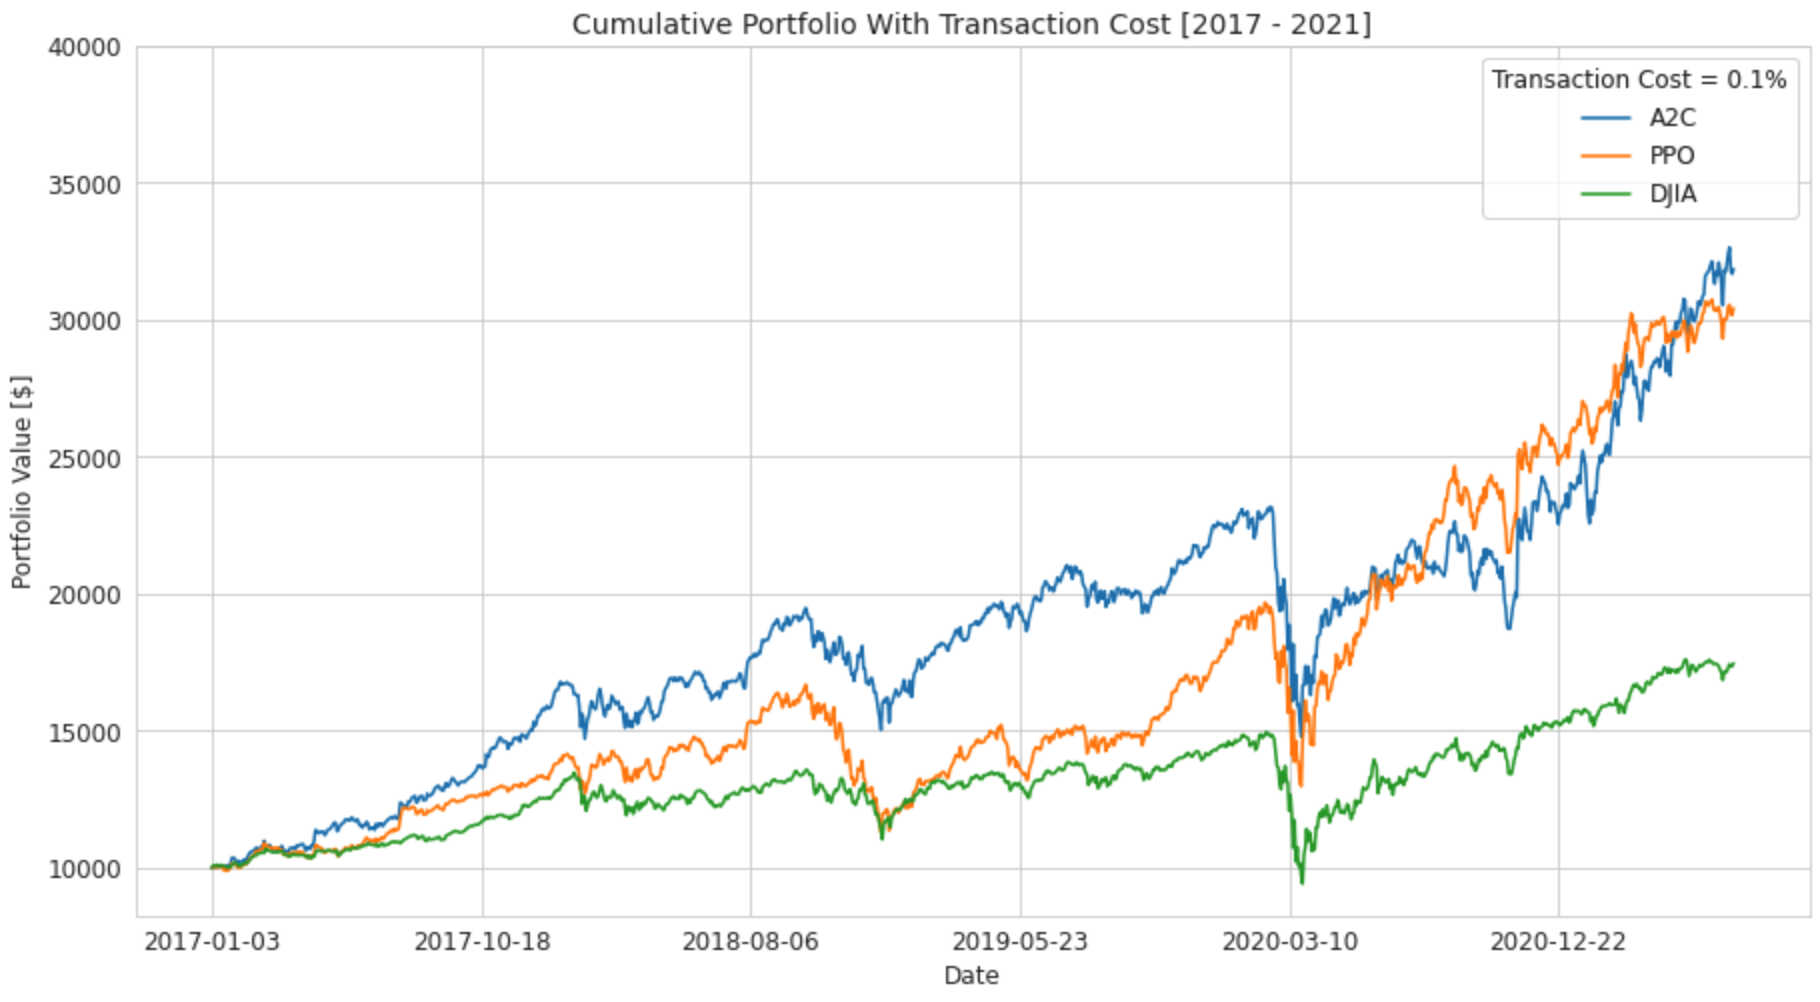 Cumulative Portfolio With Transaction Cost [2017 - 2021]
Transaction Cost = 0.1%
A2C
PPO
DJIA
Portfolio Value [$]
40000
35000
30000
25000
20000
15000
10000
2017-01-03 2017-10-18 2018-08-06 2019-05-23 2020-03-10 2020-12-22
Date